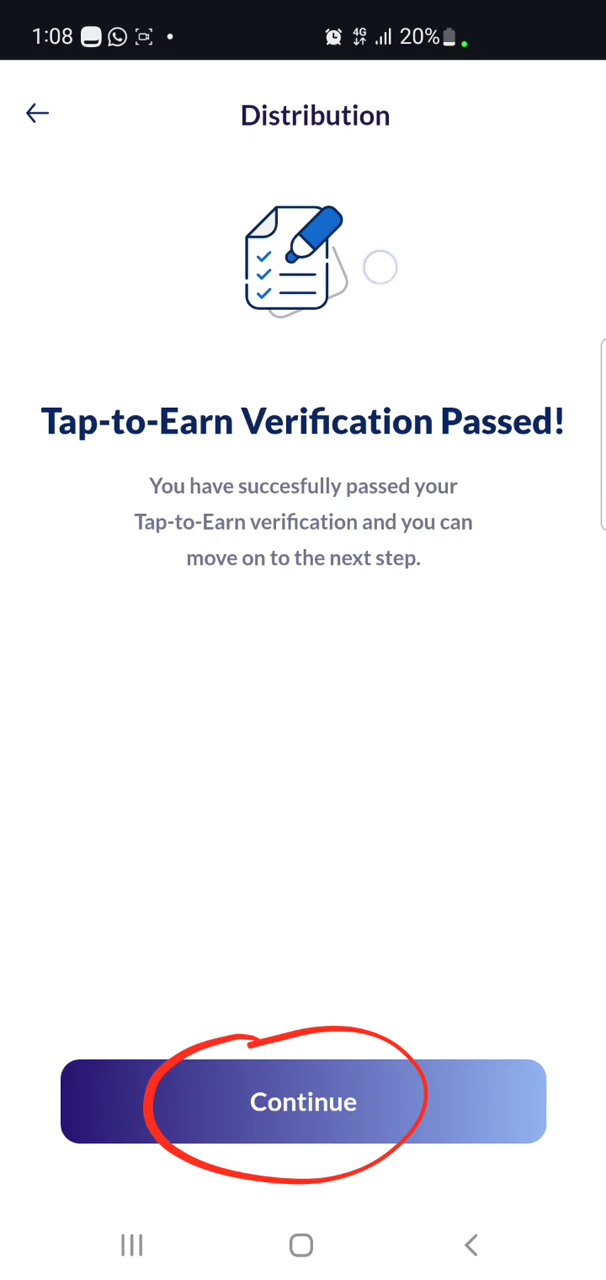 1:08 4G 20%
Distribution
Tap-to-Earn Verification Passed!
You have succesfully passed your
Tap-to-Earn verification and you can
move on to the next step.
Continue